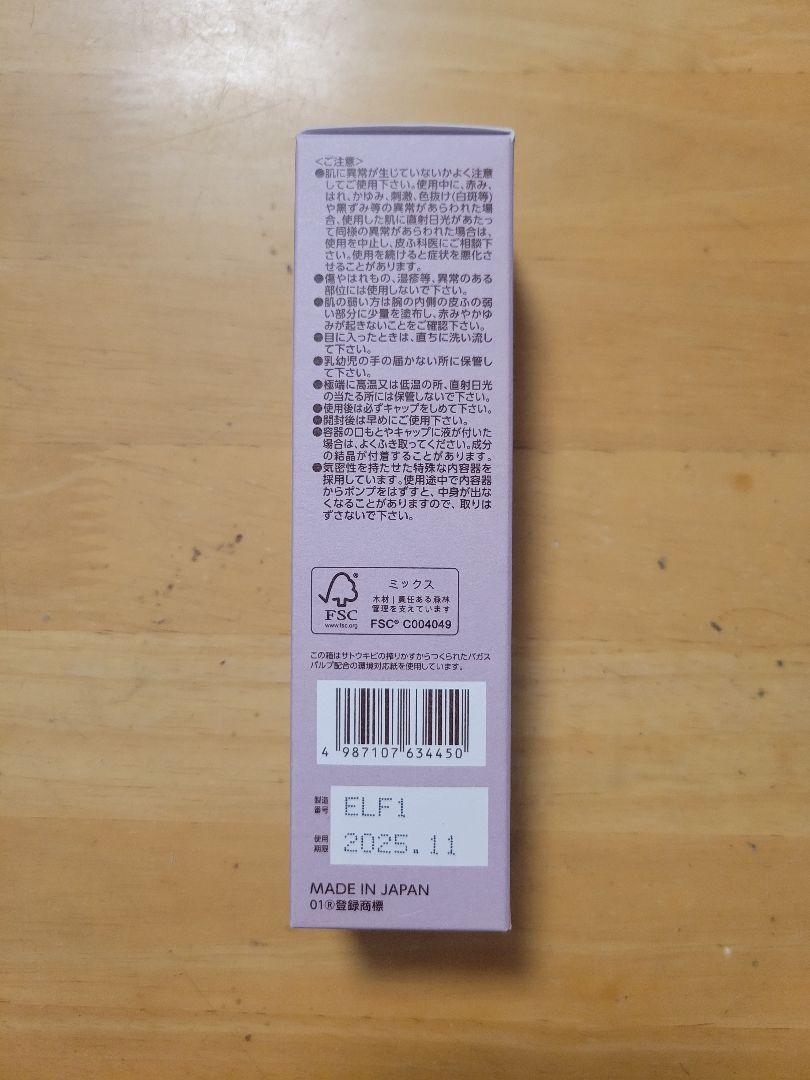 <ご注意>
●肌に異常が生じていないかよく注意
してご使用下さい。使用中に、赤み、
はれ、かゆみ、刺激、色抜け(白斑等)
や黒ずみ等の異常があらわれた場
合、使用した肌に直射日光があたっ
て同様の異常があらわれた場合は、
使用を中止し、皮ふ科医にご相談下
さい。使用を続けると症状を悪化さ
せることがあります。
●傷やはれもの、湿疹等、異常のある
部位には使用しないで下さい。
●肌の弱い方は腕の内側の皮ふの弱
い部分に少量を塗布し、赤みやかゆ
みが起きないことをご確認下さい。
●目に入ったときは、直ちに洗い流し
て下さい。
●乳幼児の手の届かない所に保管し
て下さい。
●極端に高温又は低温の所、直射日光
の当たる所には保管しないで下さい。
●使用後は必ずキャップをしめて下さい。
●開封後は早めにご使用下さい。
●容器の口もとやキャップに液が付いた
場合は、よくふき取ってください。成分
の結晶が付着することがあります。
●気密性を持たせた特殊な内容器を
採用しています。使用途中で内容器
からポンプをはずすと、中身が出な
くなることがありますので、取りは
ずさないで下さい。
ミックス
木材|責任ある森林
管理を支えています
FSC® C004049
®
FSC
www.fsc.org
この箱はサトウキビの搾りかすからつくられたバガス
パルプ配合の環境対応紙を使用しています。
4 987107 634450
製造
番号
ELF1
使用
期限
2025.11
MADE IN JAPAN
01®登録商標